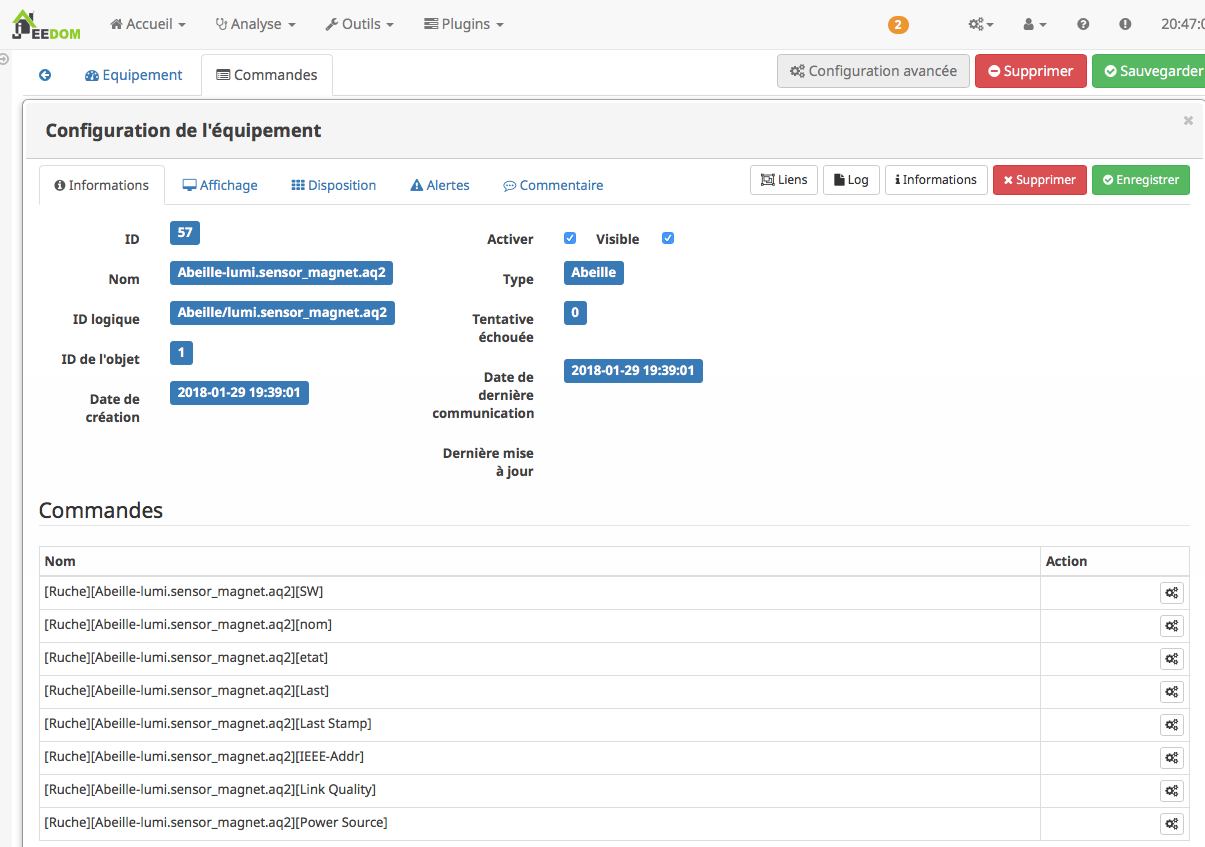 JEEDOM Accueil Analyse Outils Plugins 2 20:47:0
Equipement Commandes Configuration avancée Supprimer Sauvegarder
Configuration de l'équipement
Informations Affichage Disposition Alertes Commentaire Liens Log Informations Supprimer Enregistrer
ID 57 Activer Visible
Nom Abeille-lumi.sensor_magnet.aq2 Type Abeille
ID logique Abeille/lumi.sensor_magnet.aq2 Tentative 0
échouée
ID de l'objet 1
Date de 2018-01-29 19:39:01
dernière
communication
Date de 2018-01-29 19:39:01
création
Dernière mise
à jour
Commandes
Nom Action
[Ruche][Abeille-lumi.sensor_magnet.aq2][SW]
[Ruche][Abeille-lumi.sensor_magnet.aq2][nom]
[Ruche][Abeille-lumi.sensor_magnet.aq2][etat]
[Ruche][Abeille-lumi.sensor_magnet.aq2][Last]
[Ruche][Abeille-lumi.sensor_magnet.aq2][Last Stamp]
[Ruche][Abeille-lumi.sensor_magnet.aq2][IEEE-Addr]
[Ruche][Abeille-lumi.sensor_magnet.aq2][Link Quality]
[Ruche][Abeille-lumi.sensor_magnet.aq2][Power Source]